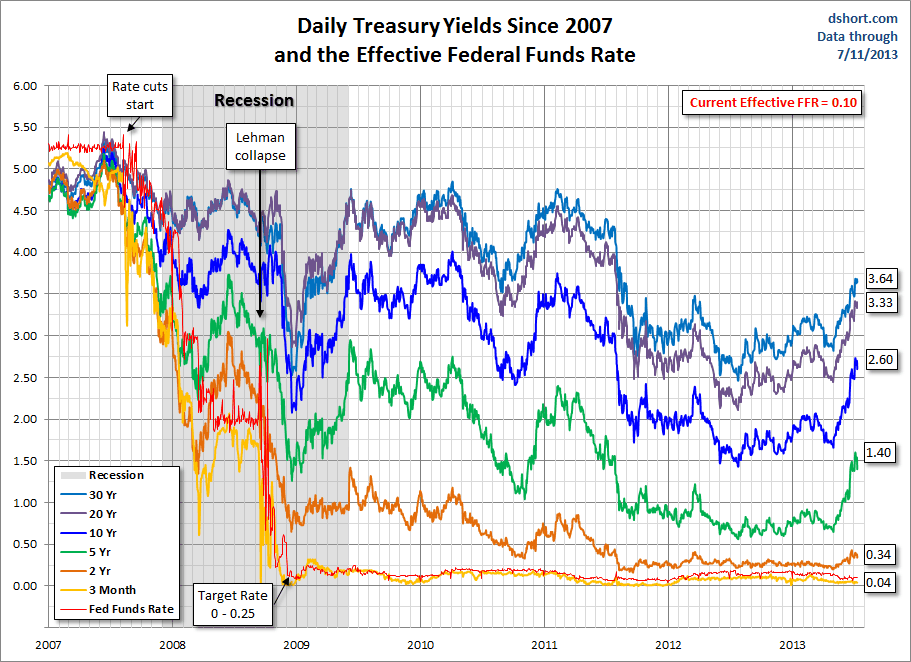 Daily Treasury Yields Since 2007
and the Effective Federal Funds Rate
dshort.com
Data through
7/11/2013
Rate cuts
start
Recession
Lehman
collapse
Current Effective FFR = 0.10
6.00
5.50
5.00
4.50
4.00
3.50
3.00
2.50
2.00
1.50
1.00
0.50
0.00
3.64
3.33
2.60
1.40
0.34
0.04
Recession
30 Yr
20 Yr
10 Yr
5 Yr
2 Yr
3 Month
Fed Funds Rate
Target Rate
0 - 0.25
2007
2008
2009
2010
2011
2012
2013